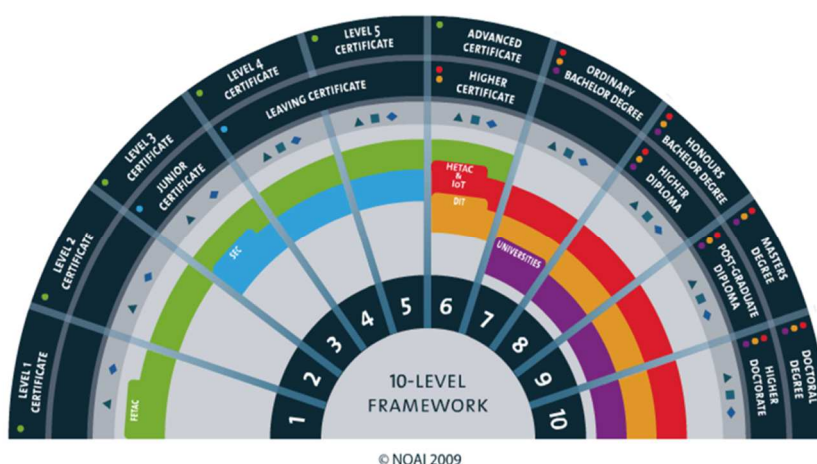 LEVEL 1
CERTIFICATE
LEVEL 2
CERTIFICATE
LEVEL 3
CERTIFICATE
LEVEL 4
CERTIFICATE
LEVEL 5
CERTIFICATE
ADVANCED
CERTIFICATE
ORDINARY
BACHELOR DEGREE
HONOURS
BACHELOR DEGREE
MASTERS
DEGREE
DOCTORAL
DEGREE
JUNIOR
CERTIFICATE
LEAVING CERTIFICATE
HIGHER
CERTIFICATE
HIGHER
DIPLOMA
POST-GRADUATE
DIPLOMA
HIGHER
DOCTORATE
FETAC
SEC
HETAC
&
IoT
DIT
UNIVERSITIES
1
2
3
4
5
6
7
8
9
10
10-LEVEL
FRAMEWORK
© NQAI 2009